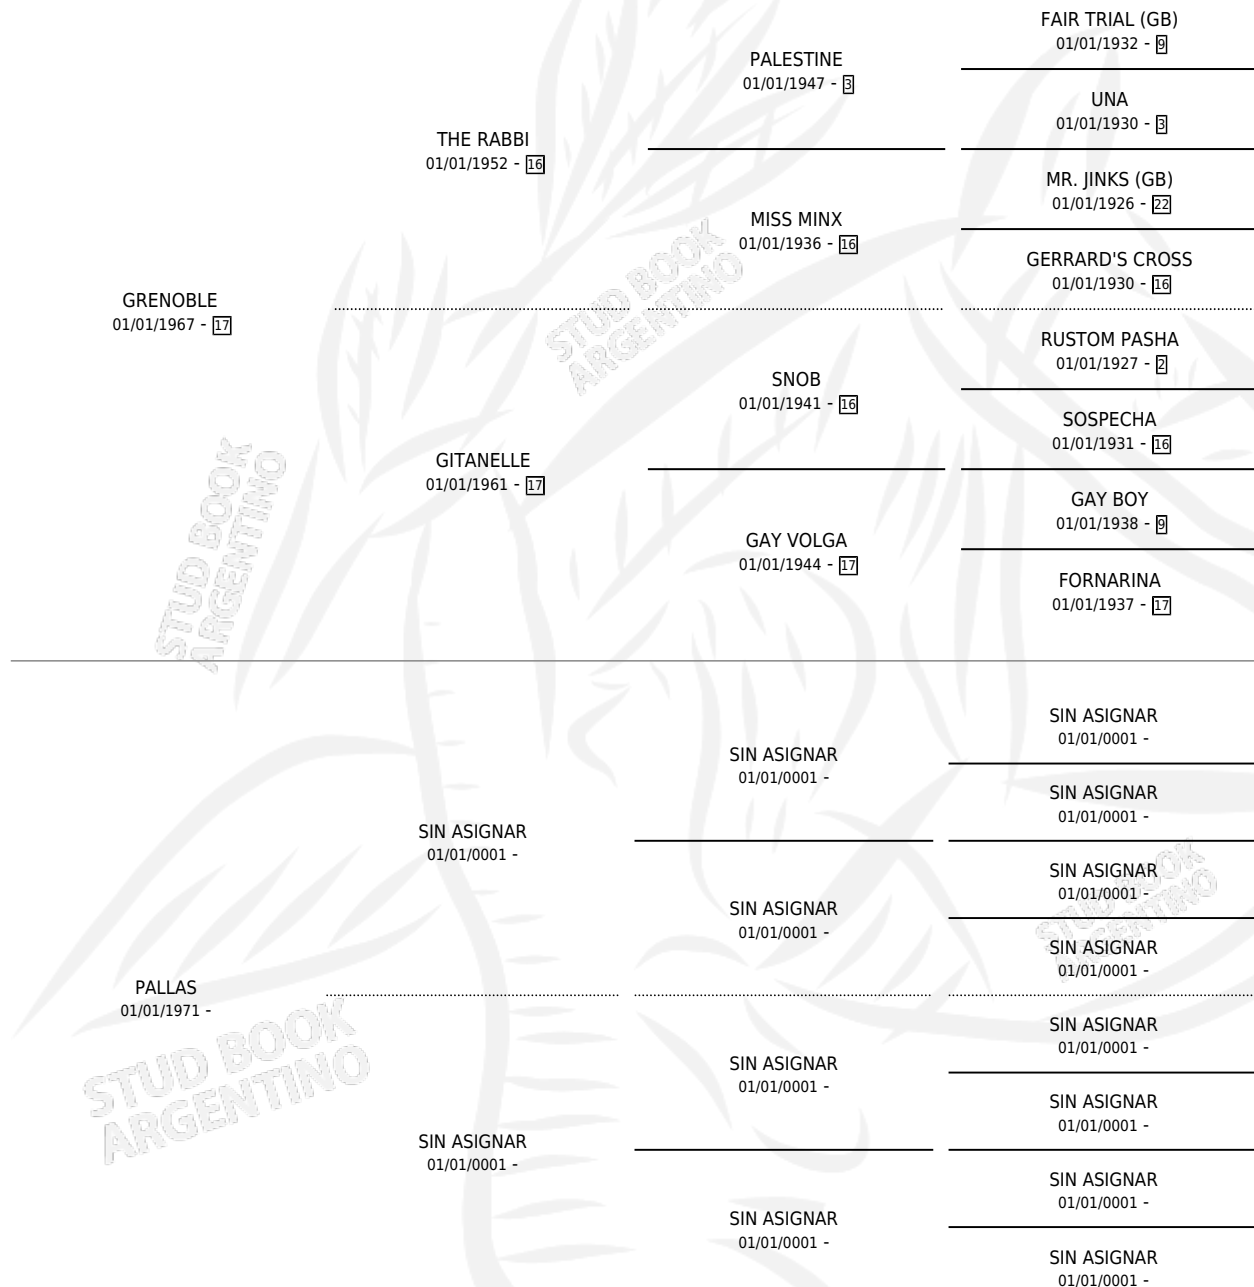 FAIR TRIAL (GB)
01/01/1932 - 9
PALESTINE
01/01/1947 - 3
UNA
01/01/1930 - 3
THE RABBI
01/01/1952 - 16
MR. JINKS (GB)
01/01/1926 - 22
MISS MINX
01/01/1936 - 16
GERRARD'S CROSS
01/01/1930 - 16
GRENOBLE
01/01/1967 - 17
RUSTOM PASHA
01/01/1927 - 2
SNOB
01/01/1941 - 16
SOSPECHA
01/01/1931 - 16
GITANELLE
01/01/1961 - 17
GAY BOY
01/01/1938 - 9
GAY VOLGA
01/01/1944 - 17
FORNARINA
01/01/1937 - 17
STUD BOOK
ARGENTINO
STUD BOOK
ARGENTINO
SIN ASIGNAR
01/01/0001 -
SIN ASIGNAR
01/01/0001 -
SIN ASIGNAR
01/01/0001 -
SIN ASIGNAR
01/01/0001 -
SIN ASIGNAR
01/01/0001 -
SIN ASIGNAR
01/01/0001 -
SIN ASIGNAR
01/01/0001 -
PALLAS
01/01/1971 -
SIN ASIGNAR
01/01/0001 -
SIN ASIGNAR
01/01/0001 -
SIN ASIGNAR
01/01/0001 -
SIN ASIGNAR
01/01/0001 -
SIN ASIGNAR
01/01/0001 -
SIN ASIGNAR
01/01/0001 -
SIN ASIGNAR
01/01/0001 -
STUD BOOK
ARGENTINO
STUD BOOK
ARGENTINO